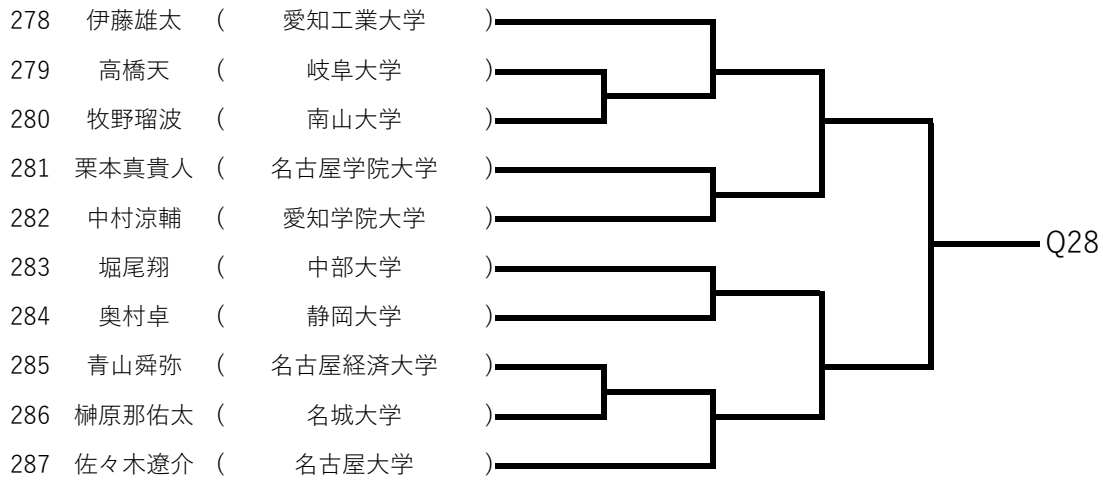 278 伊藤雄太 ( 愛知工業大学 )
279 高橋天 ( 岐阜大学 )
280 牧野瑠波 ( 南山大学 )
281 栗本真貴人 ( 名古屋学院大学 )
282 中村涼輔 ( 愛知学院大学 )
Q28
283 堀尾翔 ( 中部大学 )
284 奥村卓 ( 静岡大学 )
285 青山舜弥 ( 名古屋経済大学 )
286 榊原那佑太 ( 名城大学 )
287 佐々木遼介 ( 名古屋大学 )